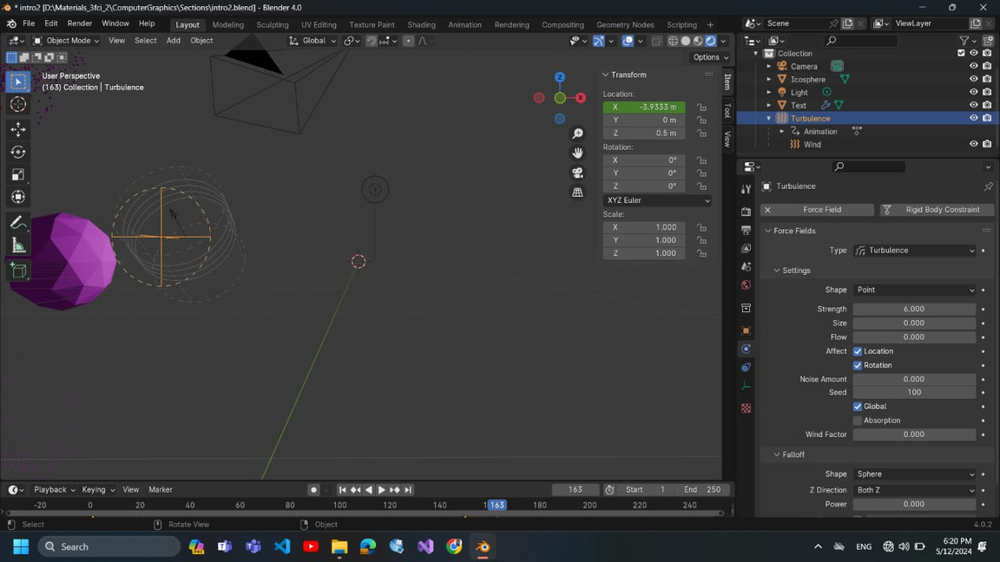 * intro2 [D:\Materials_3fci_2\ComputerGraphics\Sections\intro2.blend] - Blender 4.0
File Edit Render Window Help Layout Modeling Sculpting UV Editing Texture Paint Shading Animation Rendering Compositing Geometry Nodes Scripting + Scene ViewLayer
Object Mode View Select Add Object Global
Options
User Perspective
(163) Collection | Turbulence
Z
X
Transform
Location:
X -3.9333 m
Y 0 m
Z 0.5 m
Rotation:
X 0°
Y 0°
Z 0°
XYZ Euler
Scale:
X 1.000
Y 1.000
Z 1.000
Item
Tool
View
Collection
Camera
Icosphere
Light
Text
Turbulence
Animation
Wind
Turbulence
Force Field Rigid Body Constraint
Force Fields
Type Turbulence
Settings
Shape Point
Strength 6.000
Size 0.000
Flow 0.000
Affect Location
Rotation
Noise Amount 0.000
Seed 100
Global
Absorption
Wind Factor 0.000
Falloff
Shape Sphere
Z Direction Both Z
Power 0.000
Playback Keying View Marker 163 Start 1 End 250
-20 0 20 40 60 80 100 120 140 163 180 200 220 240
Select Rotate View Object 4.0.2
Search ENG 6:20 PM
5/12/2024